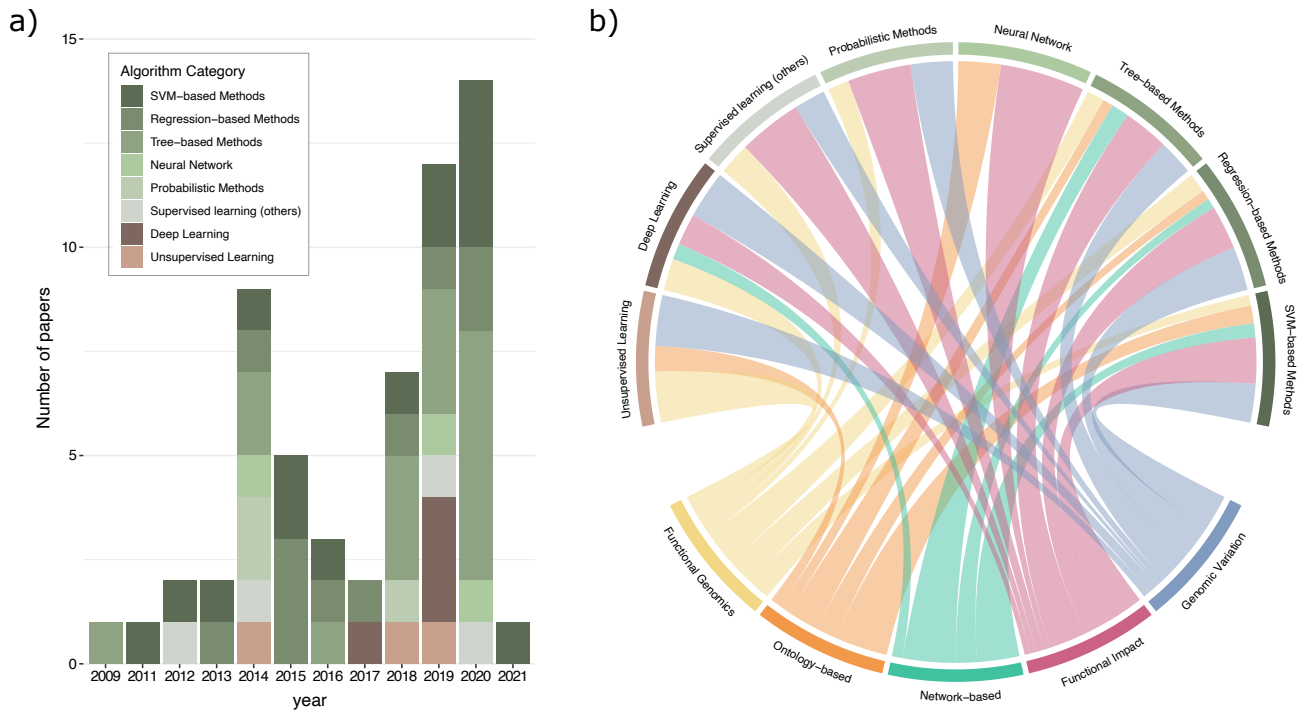 a)
15
10
5
0
Number of papers
Algorithm Category
SVM-based Methods
Regression-based Methods
Tree-based Methods
Neural Network
Probabilistic Methods
Supervised learning (others)
Deep Learning
Unsupervised Learning
2009 2011 2012 2013 2014 2015 2016 2017 2018 2019 2020 2021
year
b)
Unsupervised Learning
Deep Learning
Supervised learning (others)
Probabilistic Methods
Neural Network
Tree-based Methods
Regression-based Methods
SVM-based Methods
Functional Genomics
Ontology-based
Network-based
Functional Impact
Genomic Variation